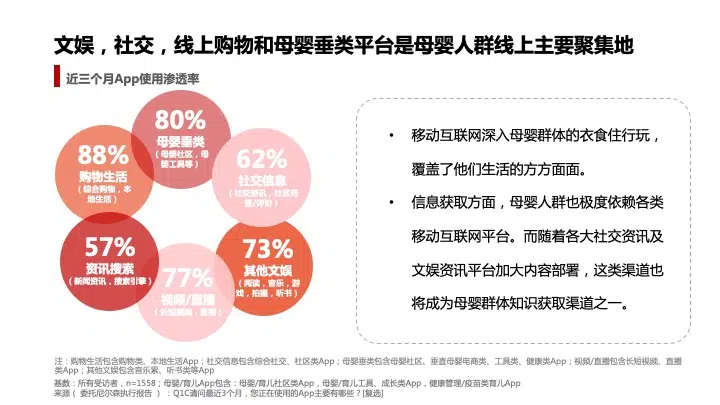 文娱，社交，线上购物和母婴垂类平台是母婴人群线上主要聚集地
近三个月App使用渗透率
80%
母婴垂类
（母婴社区，母
婴工具等）
88%
购物生活
（综合购物，本
地生活）
62%
社交信息
（社交资讯，社区用
图/评论）
57%
资讯搜索
（新闻资讯，搜索引擎）
73%
其他文娱
（阅读，音乐，游
戏，拍摄，听书）
77%
视频/直播
（长短视频，直播）
• 移动互联网深入母婴群体的衣食住行玩，
覆盖了他们生活的方方面面。
• 信息获取方面，母婴人群也极度依赖各类
移动互联网平台。而随着各大社交资讯及
文娱资讯平台加大内容部署，这类渠道也
将成为母婴群体知识获取渠道之一。
注：购物生活包含购物类、本地生活App；社交信息包含综合社交、社区类App；母婴垂类包含母婴社区、垂直母婴电商类、工具类、健康类App；视频/直播包含长短视频、直播
类App；其他文娱包含音乐累、听书类等App
基数：所有受访者，n=1558；母婴/育儿App包含：母婴/育儿社区类App，母婴/育儿工具、成长类App，健康管理/疫苗类育儿App
来源（ 委托尼尔森执行报告 ）：Q1C请问最近3个月，您正在使用的App主要有哪些？[复选]